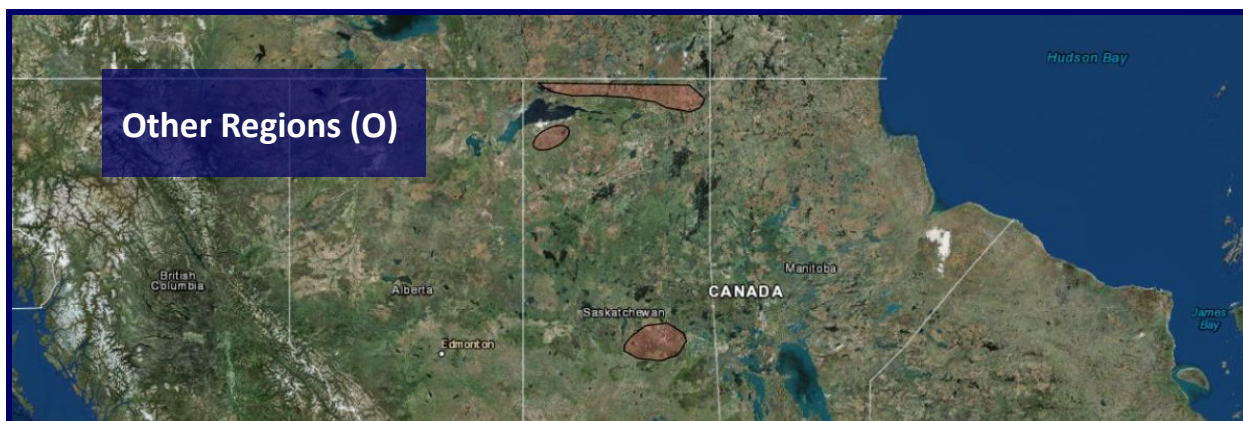 Hudson Bay
Other Regions (O)
British
Columbia
Alberta
Saskatchewan
Manitoba
CANADA
James
Bay
Edmonton